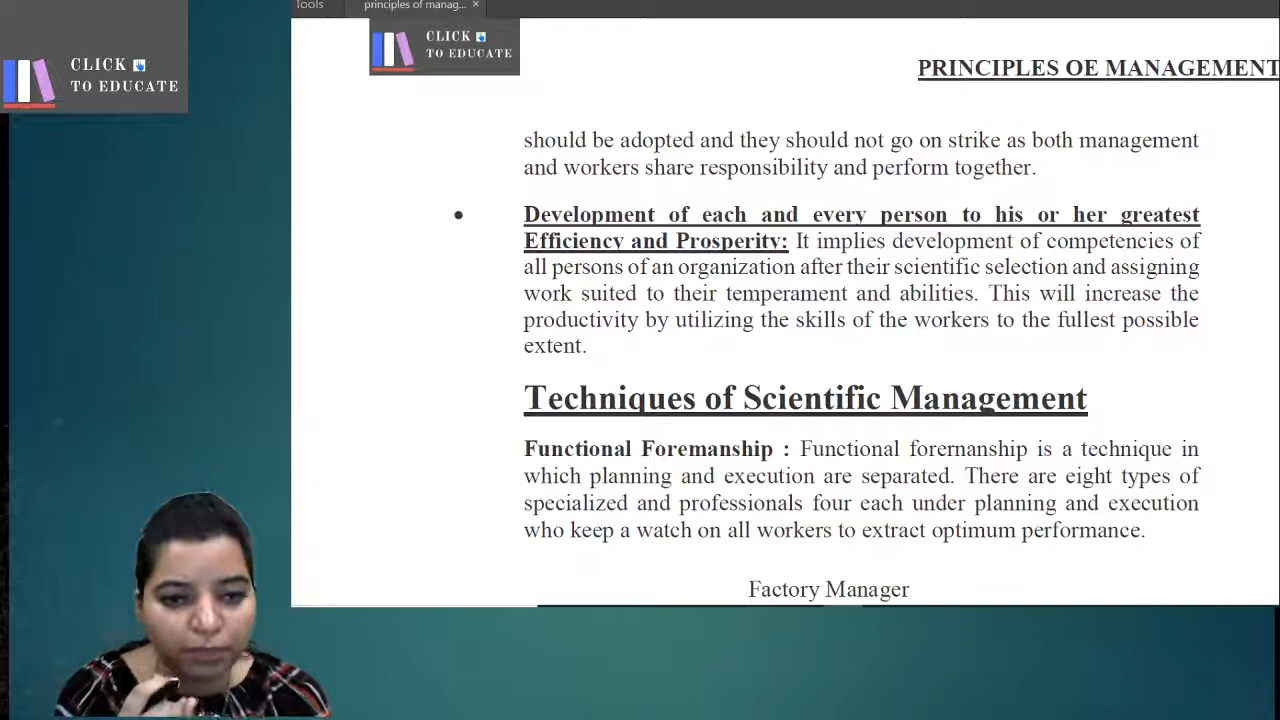 Tools
principles of manag... ×
CLICK
TO EDUCATE
CLICK
TO EDUCATE
PRINCIPLES OE MANAGEMENT
should be adopted and they should not go on strike as both management
and workers share responsibility and perform together.
• Development of each and every person to his or her greatest
Efficiency and Prosperity: It implies development of competencies of
all persons of an organization after their scientific selection and assigning
work suited to their temperament and abilities. This will increase the
productivity by utilizing the skills of the workers to the fullest possible
extent.
Techniques of Scientific Management
Functional Foremanship : Functional forernanship is a technique in
which planning and execution are separated. There are eight types of
specialized and professionals four each under planning and execution
who keep a watch on all workers to extract optimum performance.
Factory Manager